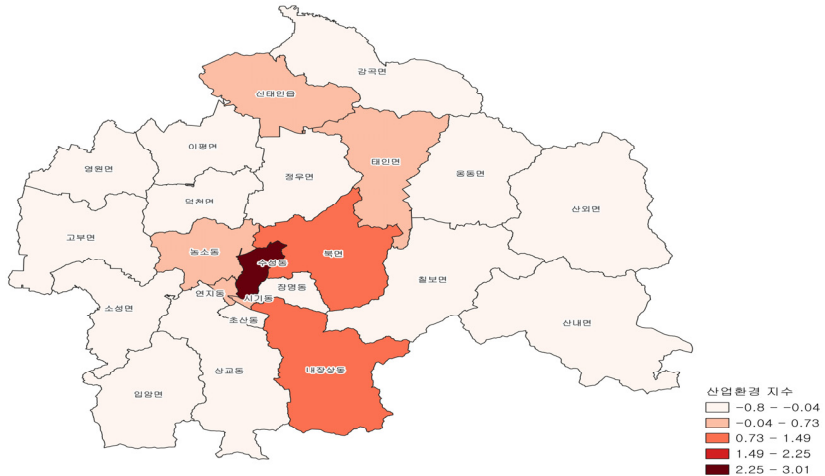 감곡면
신태인읍
이평면
태인면
영원면
정우면
옹동면
덕천면
산외면
고부면
농소동
북면
수성동
칠보면
장명동
연지동
시기동
소성면
초산동
산내면
상교동
내장상동
입암면
산업환경 지수
-0.8 - -0.04
-0.04 - 0.73
0.73 - 1.49
1.49 - 2.25
2.25 - 3.01